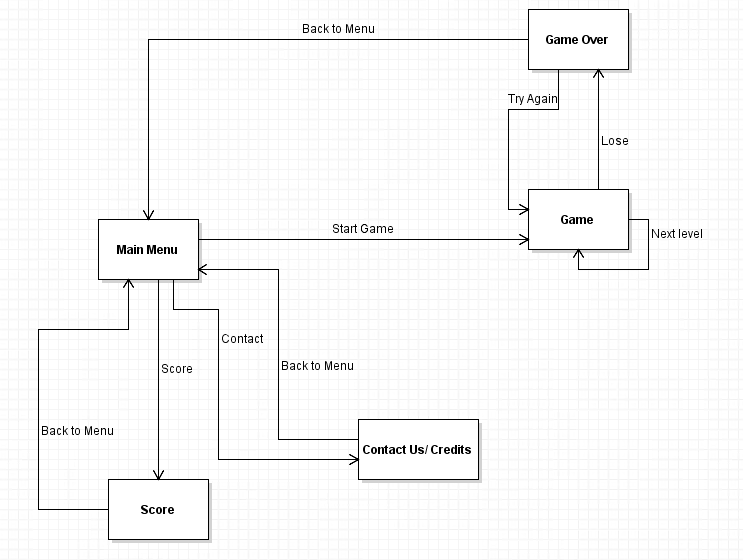 Back to Menu
Game Over
Try Again
Lose
Game
Start Game
Next level
Main Menu
Contact
Score
Back to Menu
Back to Menu
Contact Us/ Credits
Score